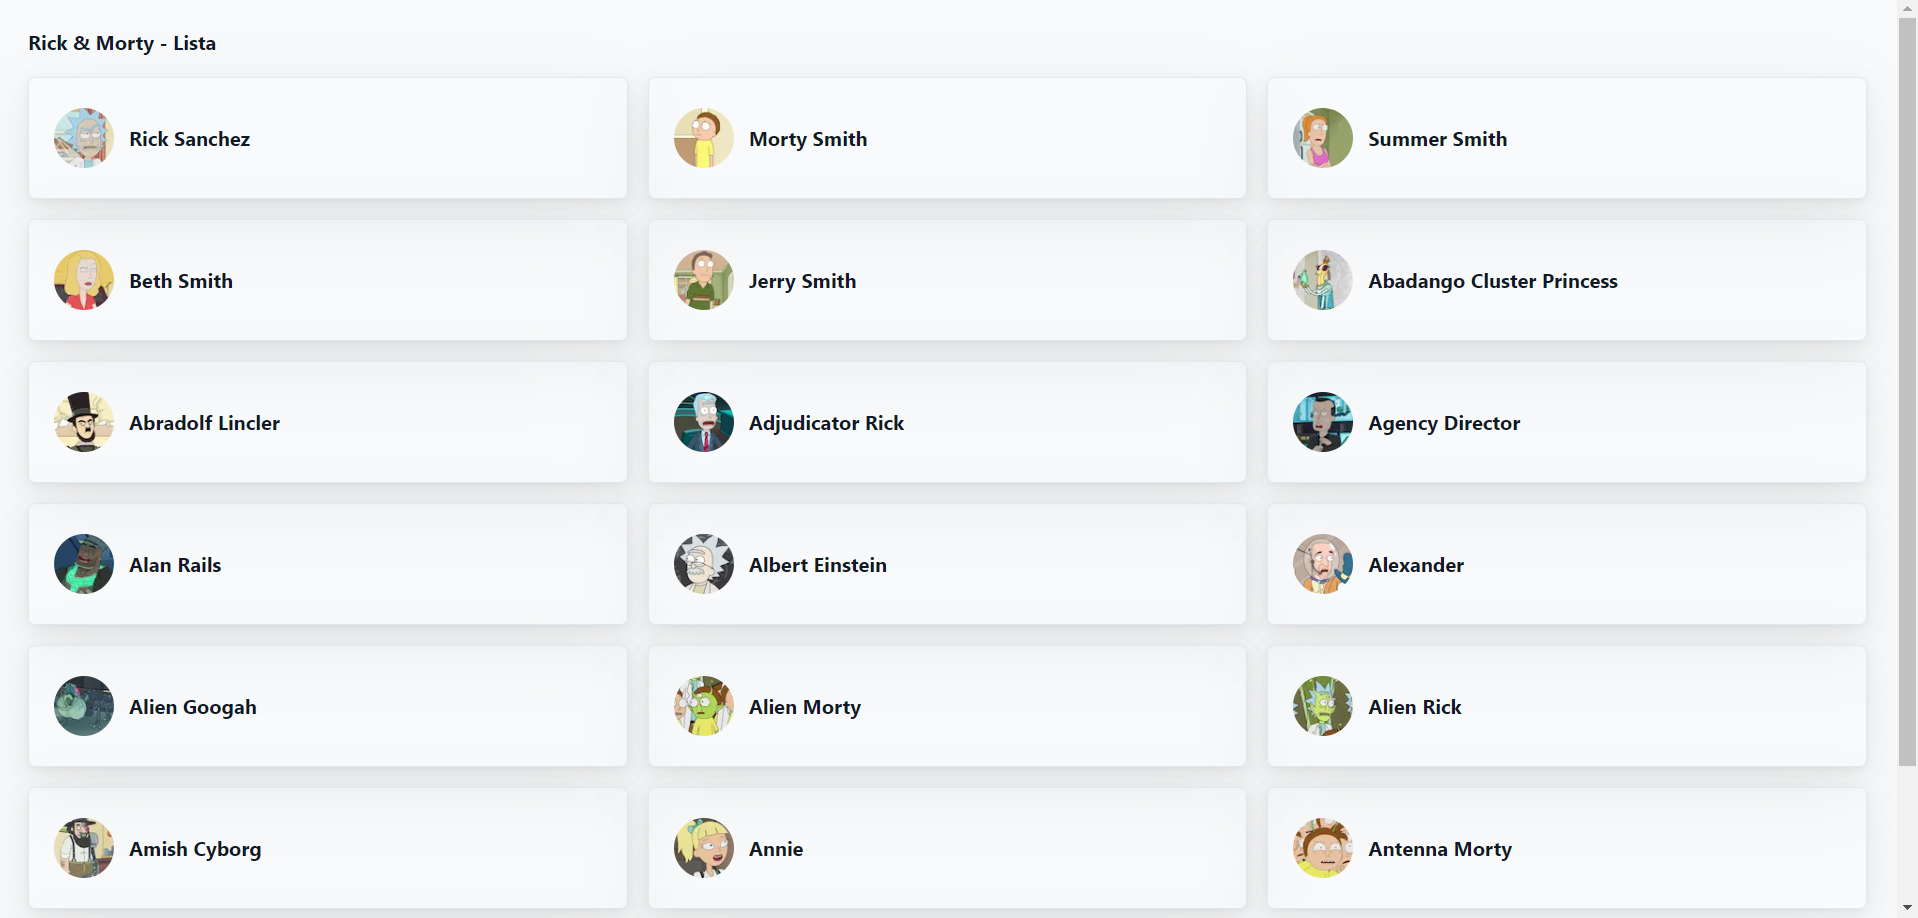 Rick & Morty - Lista
Rick Sanchez
Morty Smith
Summer Smith
Beth Smith
Jerry Smith
Abadango Cluster Princess
Abradolf Lincler
Adjudicator Rick
Agency Director
Alan Rails
Albert Einstein
Alexander
Alien Googah
Alien Morty
Alien Rick
Amish Cyborg
Annie
Antenna Morty